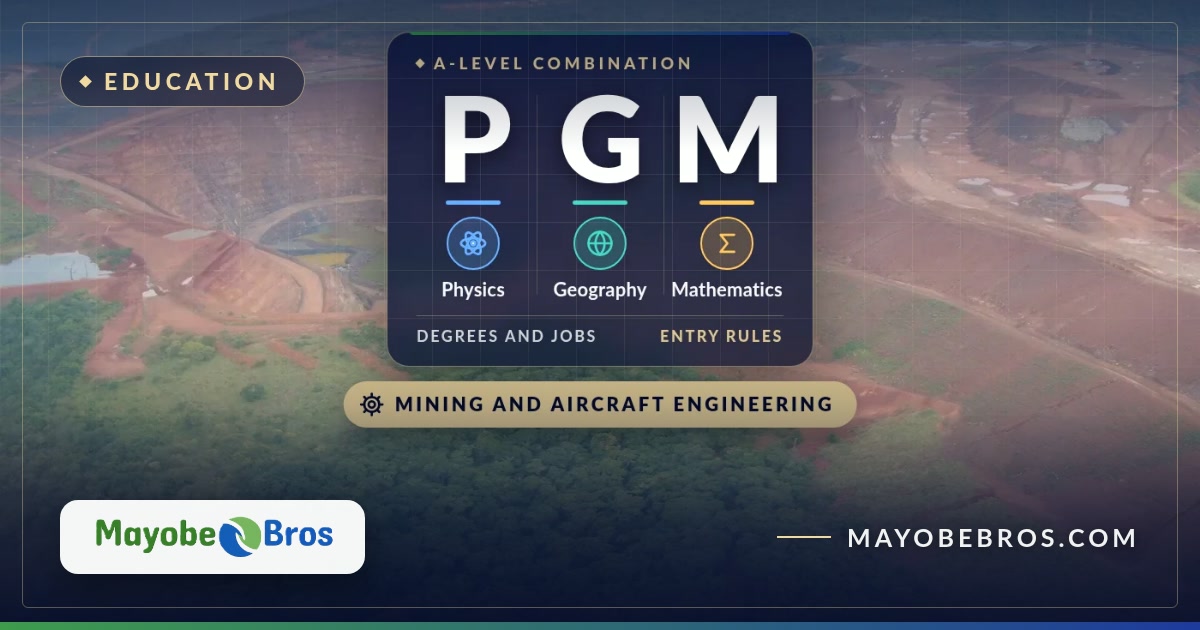 EDUCATION
A-LEVEL COMBINATION
P G M
Physics Geography Mathematics
DEGREES AND JOBS ENTRY RULES
MINING AND AIRCRAFT ENGINEERING
Mayobe Bros
MAYOBEBROS.COM